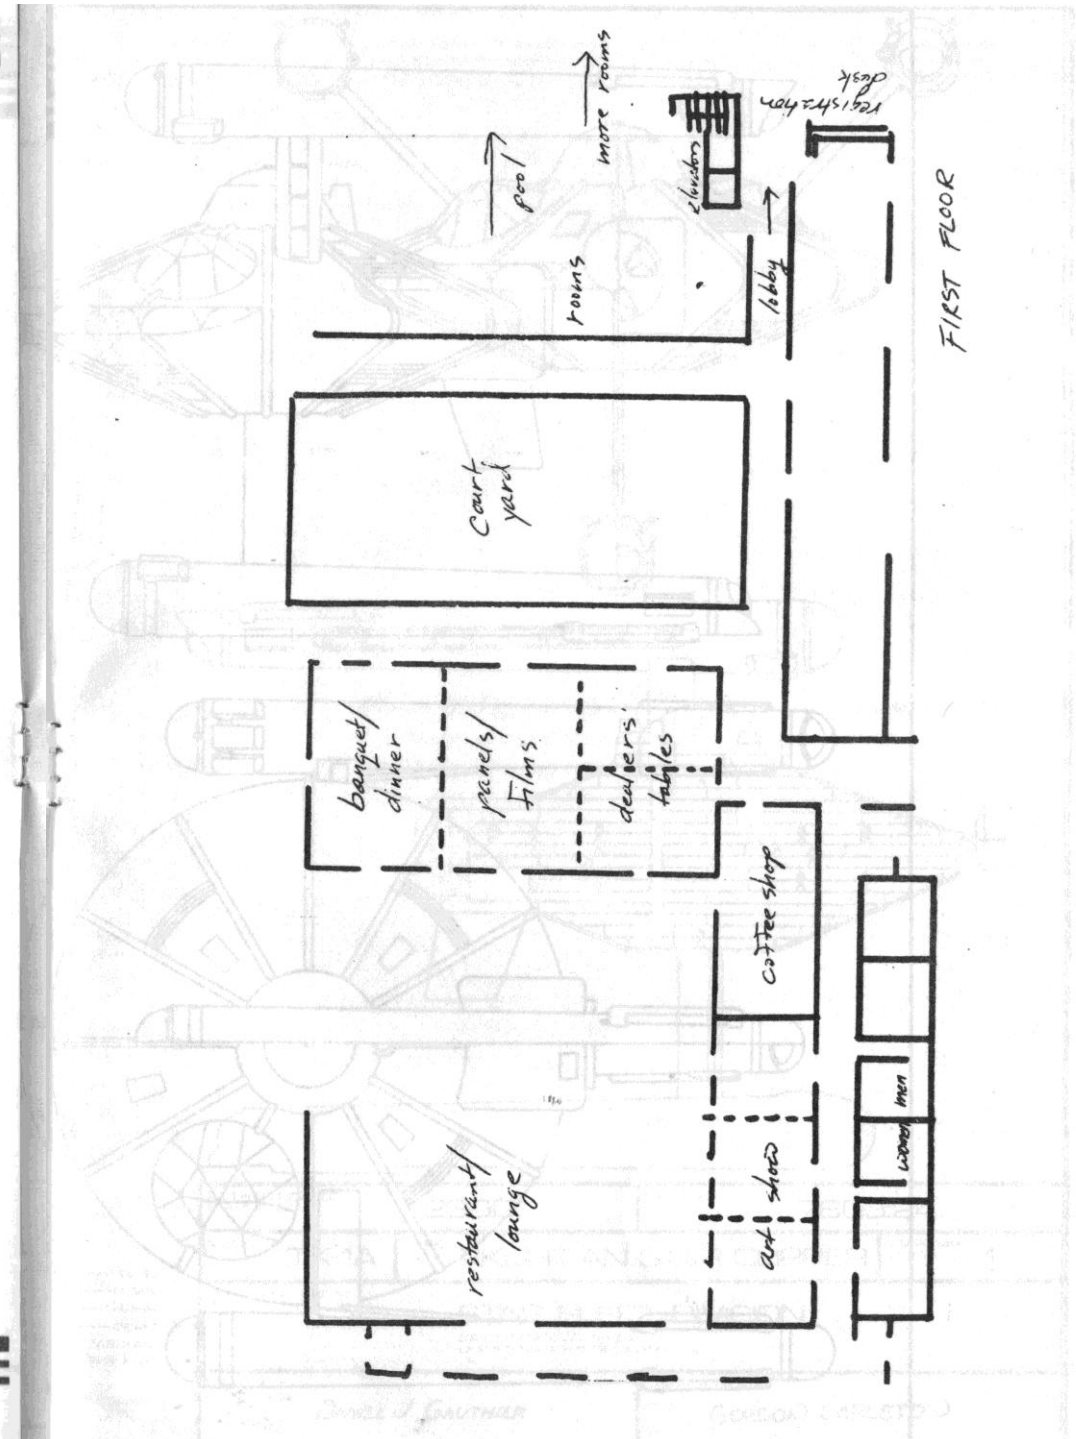 restaurant/
lounge
banquet/
dinner
panels/
films
dealers'
tables
Court
yard
rooms
pool
more rooms
elevators
lobby
registration
desk
art show
coffee shop
women
men
FIRST FLOOR
GAUTHIER